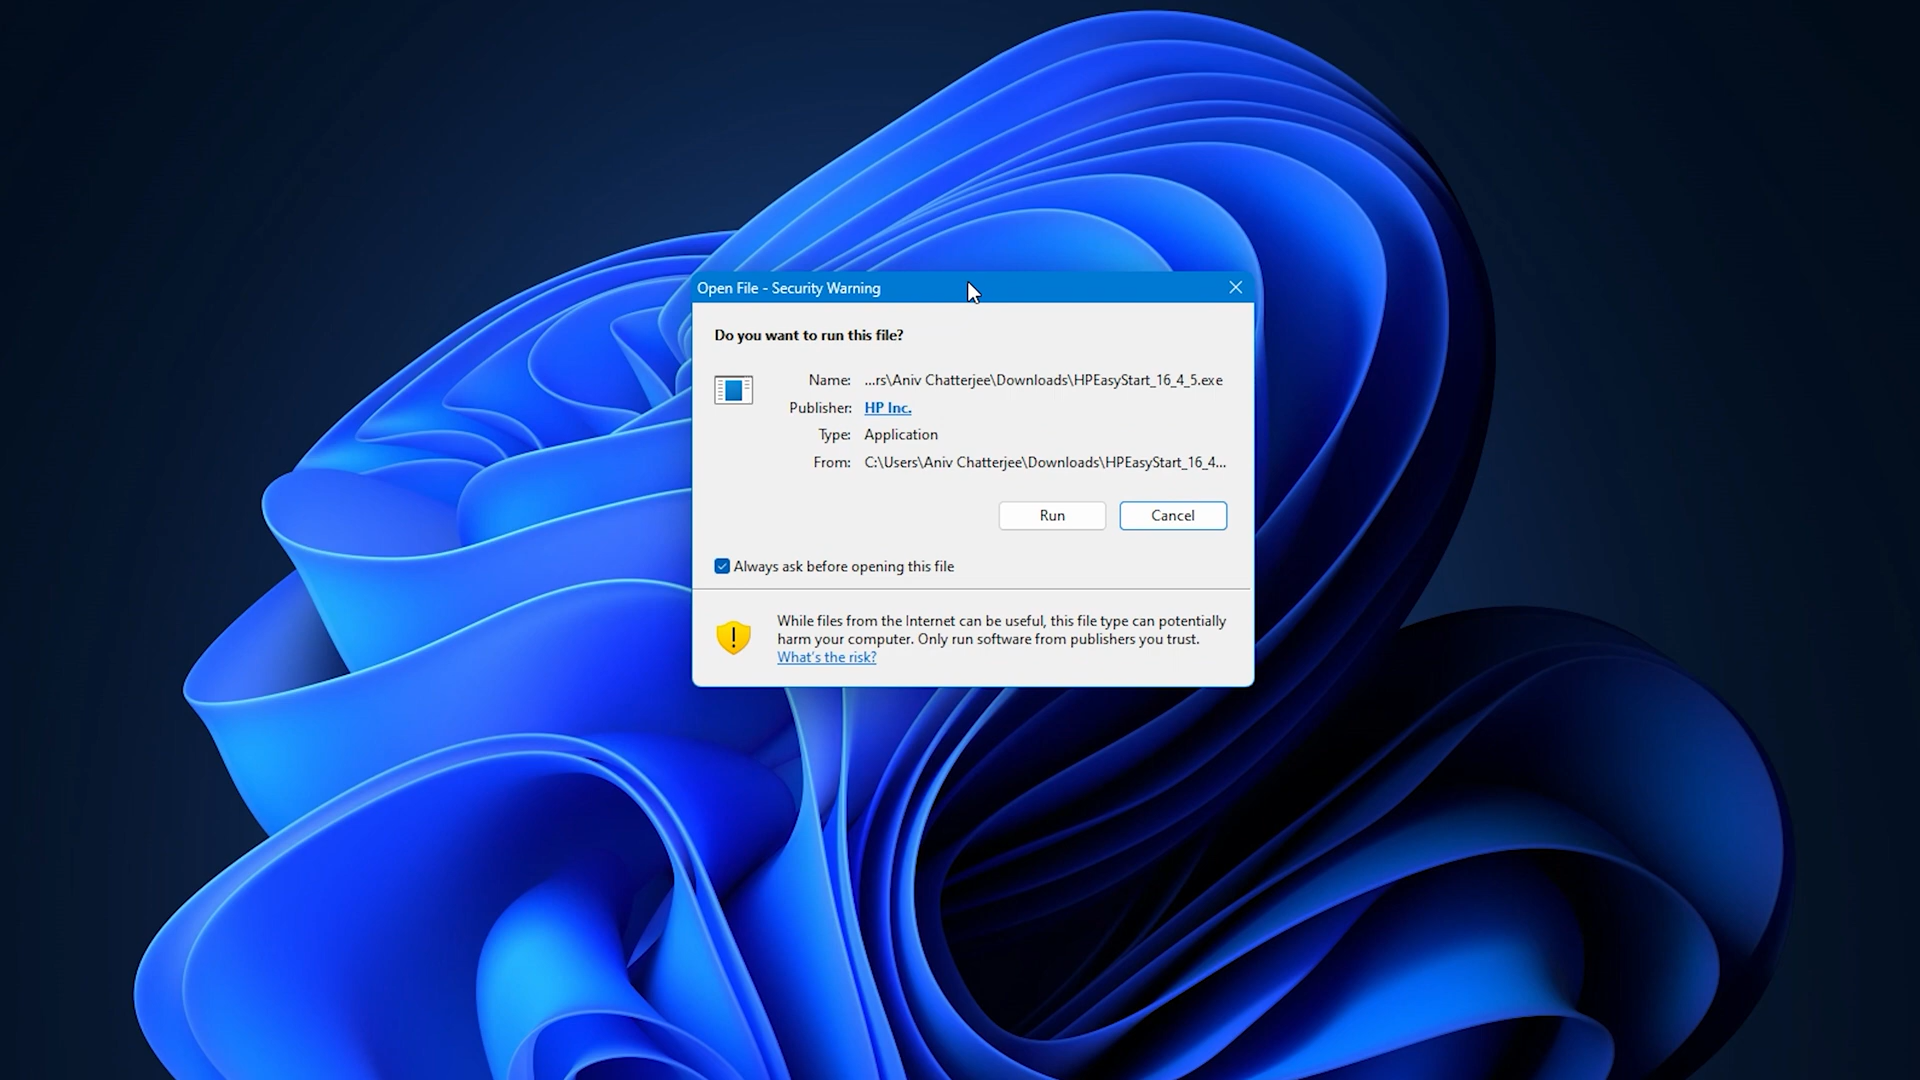 Open File - Security Warning
Do you want to run this file?
Name: ...rs\Aniv Chatterjee\Downloads\HPEasyStart_16_4_5.exe
Publisher: HP Inc.
Type: Application
From: C:\Users\Aniv Chatterjee\Downloads\HPEasyStart_16_4...
Run Cancel
Always ask before opening this file
While files from the Internet can be useful, this file type can potentially
harm your computer. Only run software from publishers you trust.
What's the risk?